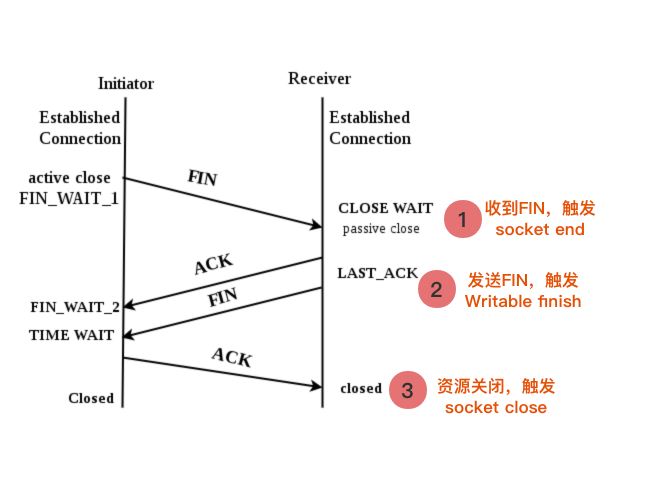 Initiator
Receiver
Established
Connection
Established
Connection
active close
FIN_WAIT_1
FIN
CLOSE WAIT
passive close
1
收到FIN，触发
socket end
ACK
FIN
LAST_ACK
2
发送FIN，触发
Writable finish
FIN_WAIT_2
TIME WAIT
ACK
Closed
closed
3
资源关闭，触发
socket close